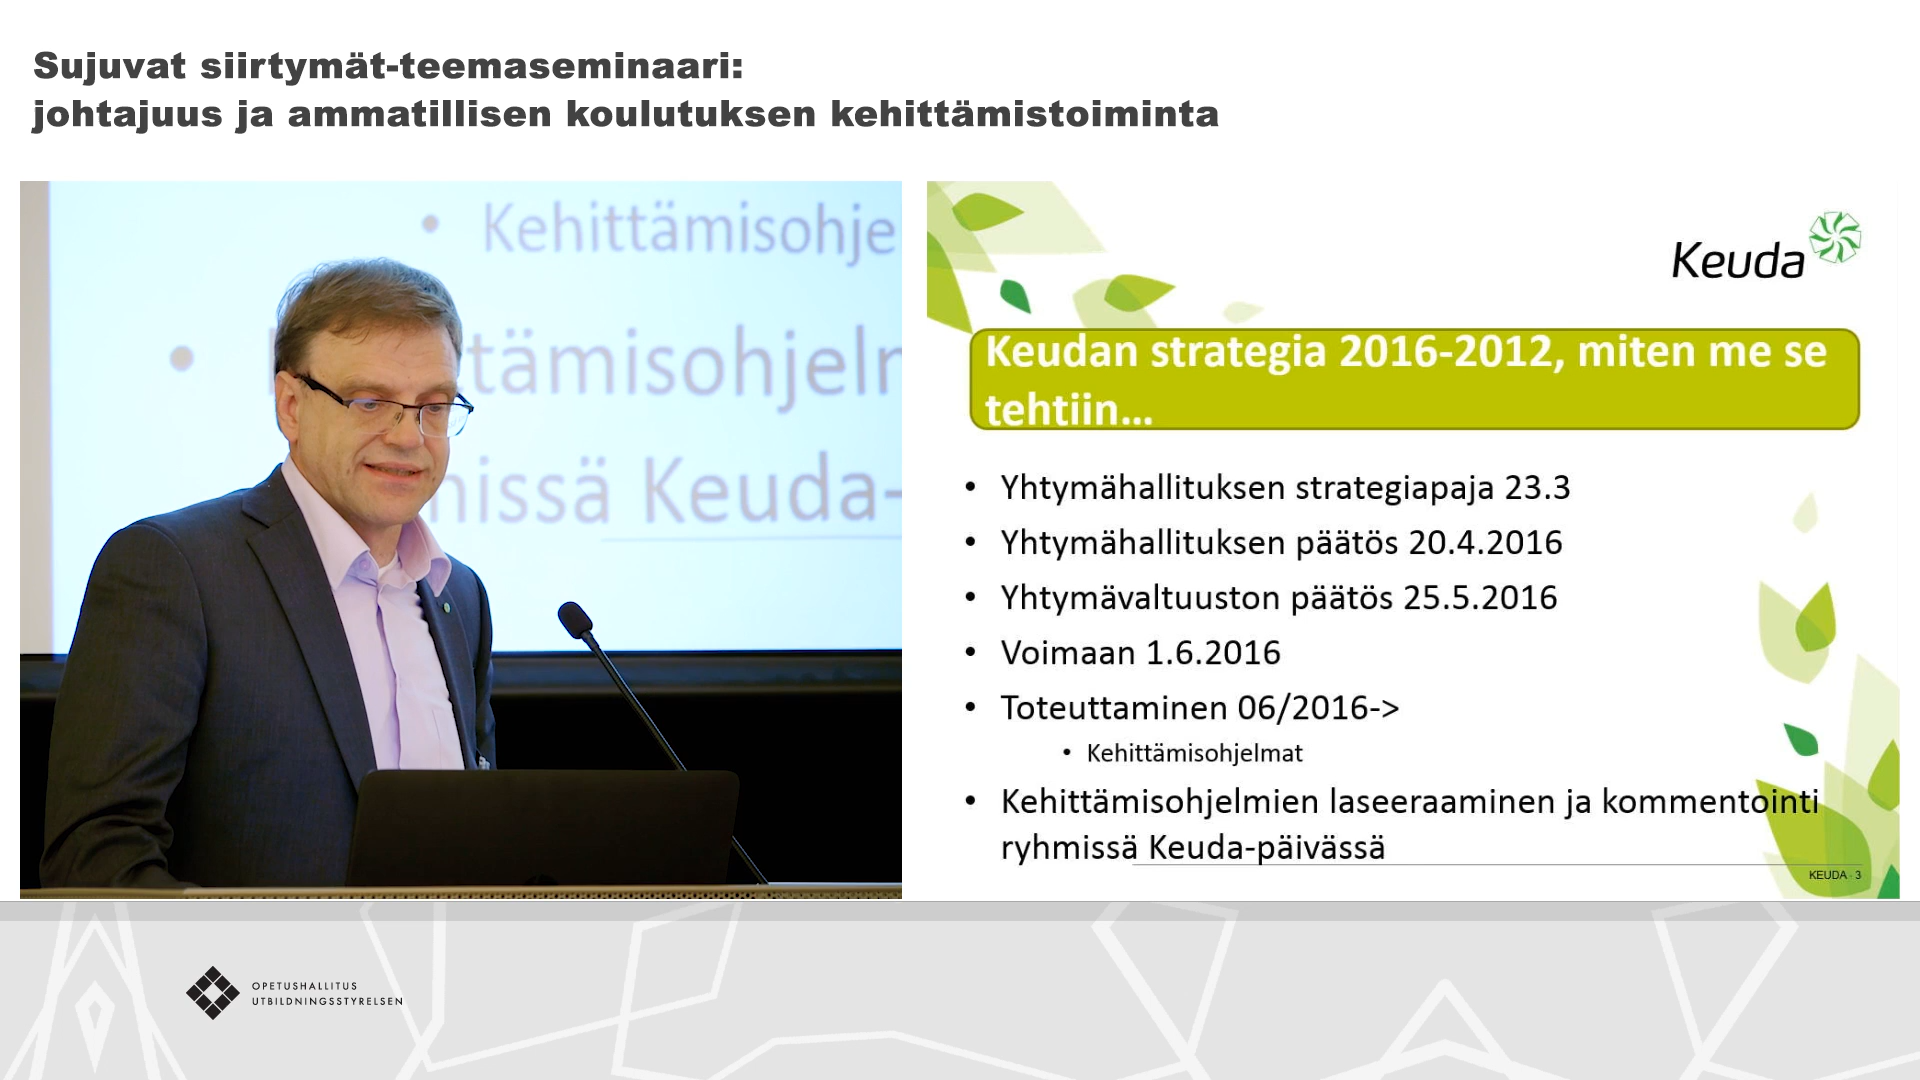 Sujuvat siirtymät-teemaseminaari:
johtajuus ja ammatillisen koulutuksen kehittämistoiminta
Kehittämisohje
tämisohjelm
missä Keuda-
Keuda
Keudan strategia 2016-2012, miten me se
tehtiin...
• Yhtymähallituksen strategiapaja 23.3
• Yhtymähallituksen päätös 20.4.2016
• Yhtymävaltuuston päätös 25.5.2016
• Voimaan 1.6.2016
• Toteuttaminen 06/2016->
• Kehittämisohjelmat
• Kehittämisohjelmien laseeraaminen ja kommentointi
ryhmissä Keuda-päivässä
KEUDA - 3
OPETUSHALLITUS
UTBILDNINGSSTYRELSEN